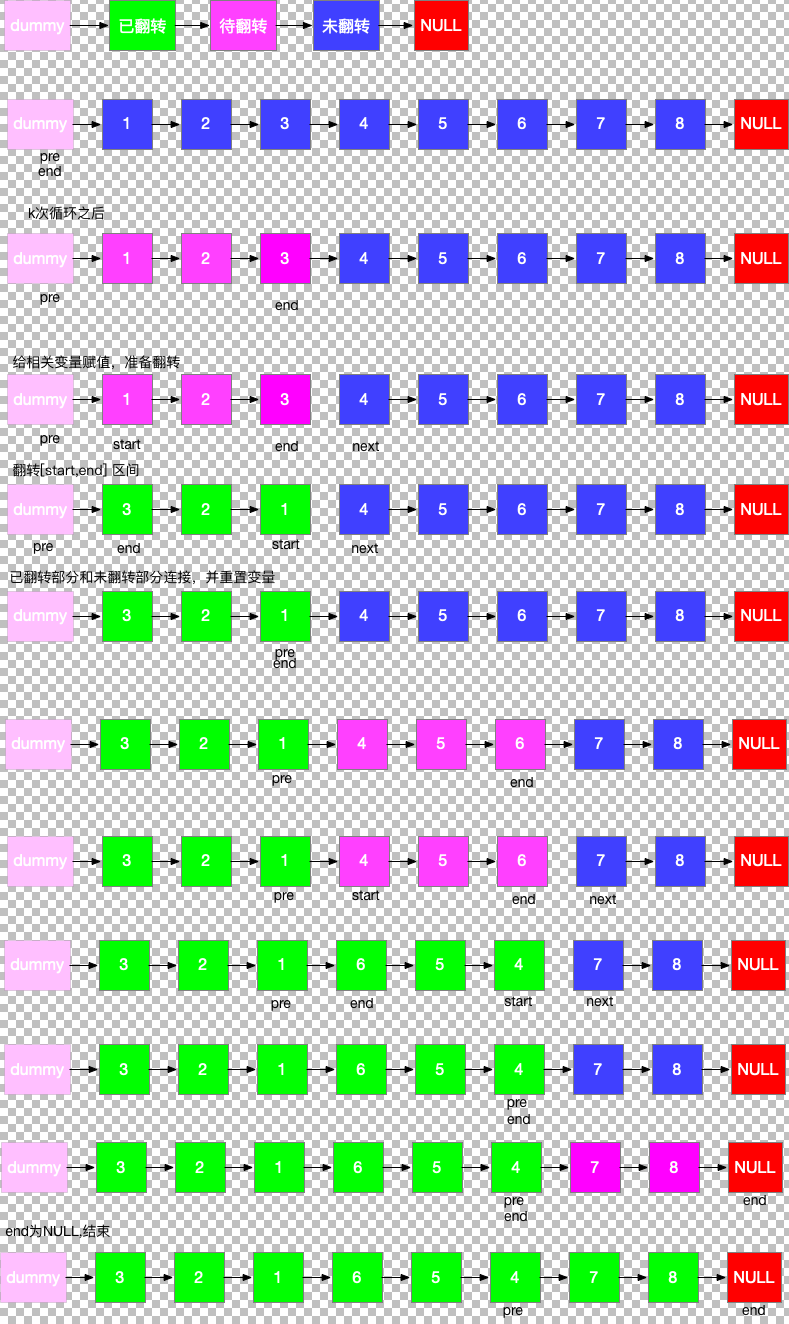 dummy 已翻转 待翻转 未翻转 NULL
dummy 1 2 3 4 5 6 7 8 NULL
pre
end
k次循环之后
dummy 1 2 3 4 5 6 7 8 NULL
pre
end
给相关变量赋值，准备翻转
dummy 1 2 3 4 5 6 7 8 NULL
pre start end next
翻转[start,end] 区间
dummy 3 2 1 4 5 6 7 8 NULL
pre end start next
已翻转部分和未翻转部分连接，并重置变量
dummy 3 2 1 4 5 6 7 8 NULL
pre
end
dummy 3 2 1 4 5 6 7 8 NULL
pre end
dummy 3 2 1 4 5 6 7 8 NULL
pre start end next
dummy 3 2 1 6 5 4 7 8 NULL
pre end start next
dummy 3 2 1 6 5 4 7 8 NULL
pre
end
dummy 3 2 1 6 5 4 7 8 NULL
pre end
end
end为NULL,结束
dummy 3 2 1 6 5 4 7 8 NULL
pre end